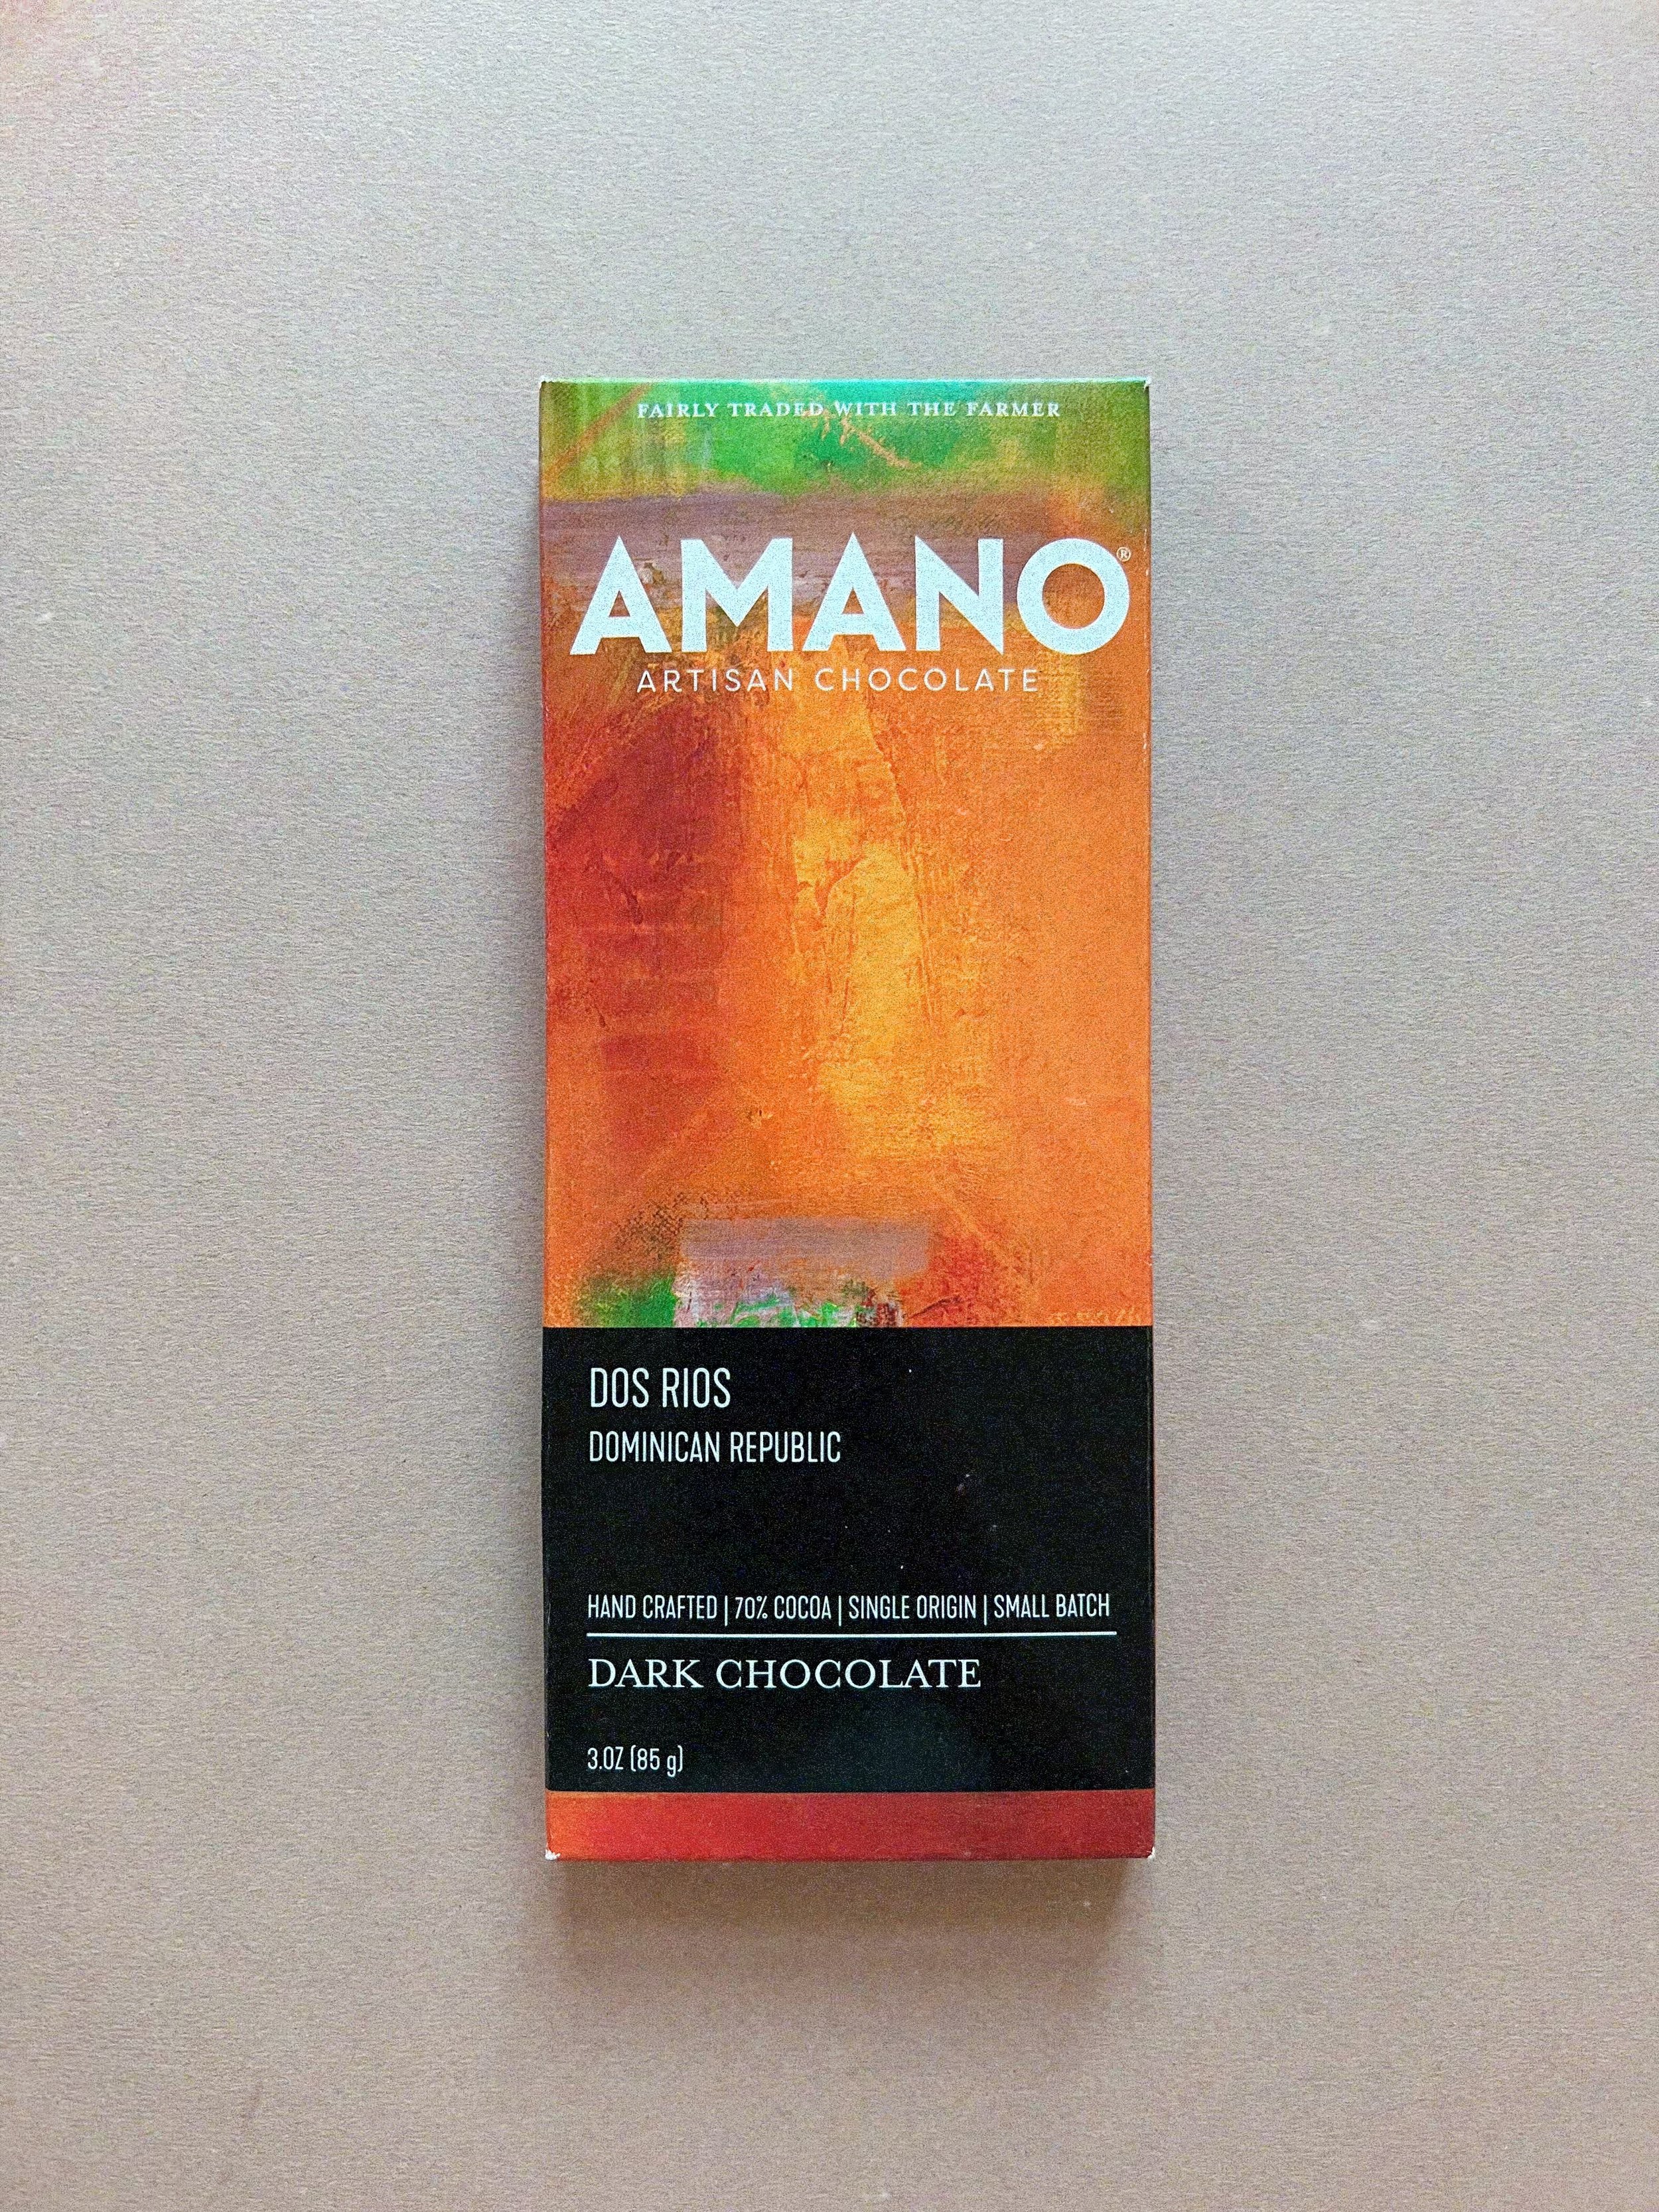 FAIRLY TRADED WITH THE FARMER
AMANO®
ARTISAN CHOCOLATE
DOS RIOS
DOMINICAN REPUBLIC
HAND CRAFTED | 70% COCOA | SINGLE ORIGIN | SMALL BATCH
DARK CHOCOLATE
3.OZ (85 g)